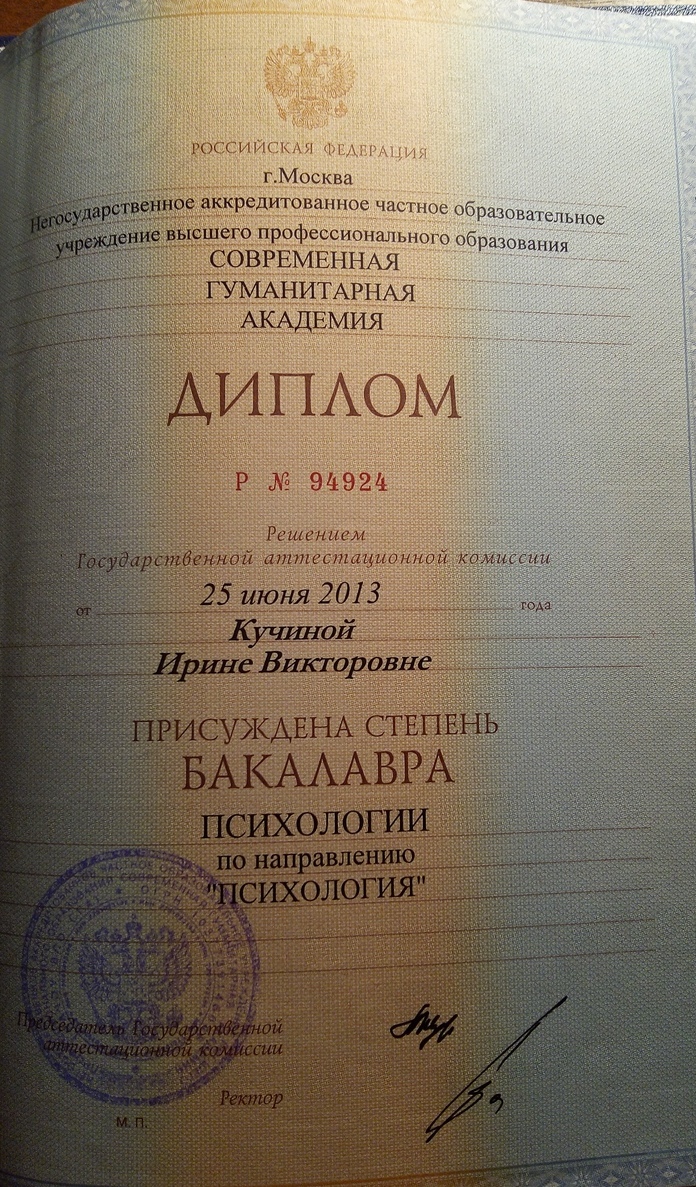 РОССИЙСКАЯ ФЕДЕРАЦИЯ
г.Москва
Негосударственное аккредитованное частное образовательное
учреждение высшего профессионального образования
СОВРЕМЕННАЯ
ГУМАНИТАРНАЯ
АКАДЕМИЯ
ДИПЛОМ
Р № 94924
Решением
Государственной аттестационной комиссии
от 25 июня 2013 года
Кучиной
Ирине Викторовне
ПРИСУЖДЕНА СТЕПЕНЬ
БАКАЛАВРА
ПСИХОЛОГИИ
по направлению
"ПСИХОЛОГИЯ"
Председатель Государственной
аттестационной комиссии
Ректор
М. П.